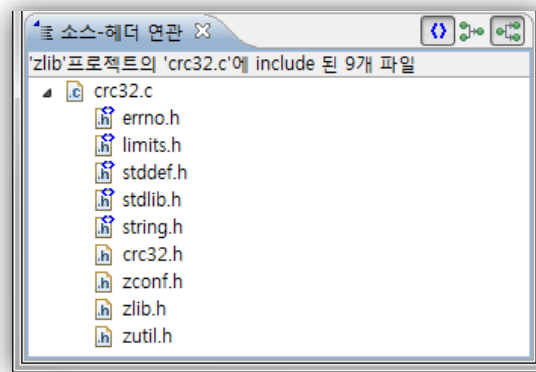 소스-헤더 연관
'zlib'프로젝트의 'crc32.c'에 include 된 9개 파일
crc32.c
errno.h
limits.h
stddef.h
stdlib.h
string.h
crc32.h
zconf.h
zlib.h
zutil.h